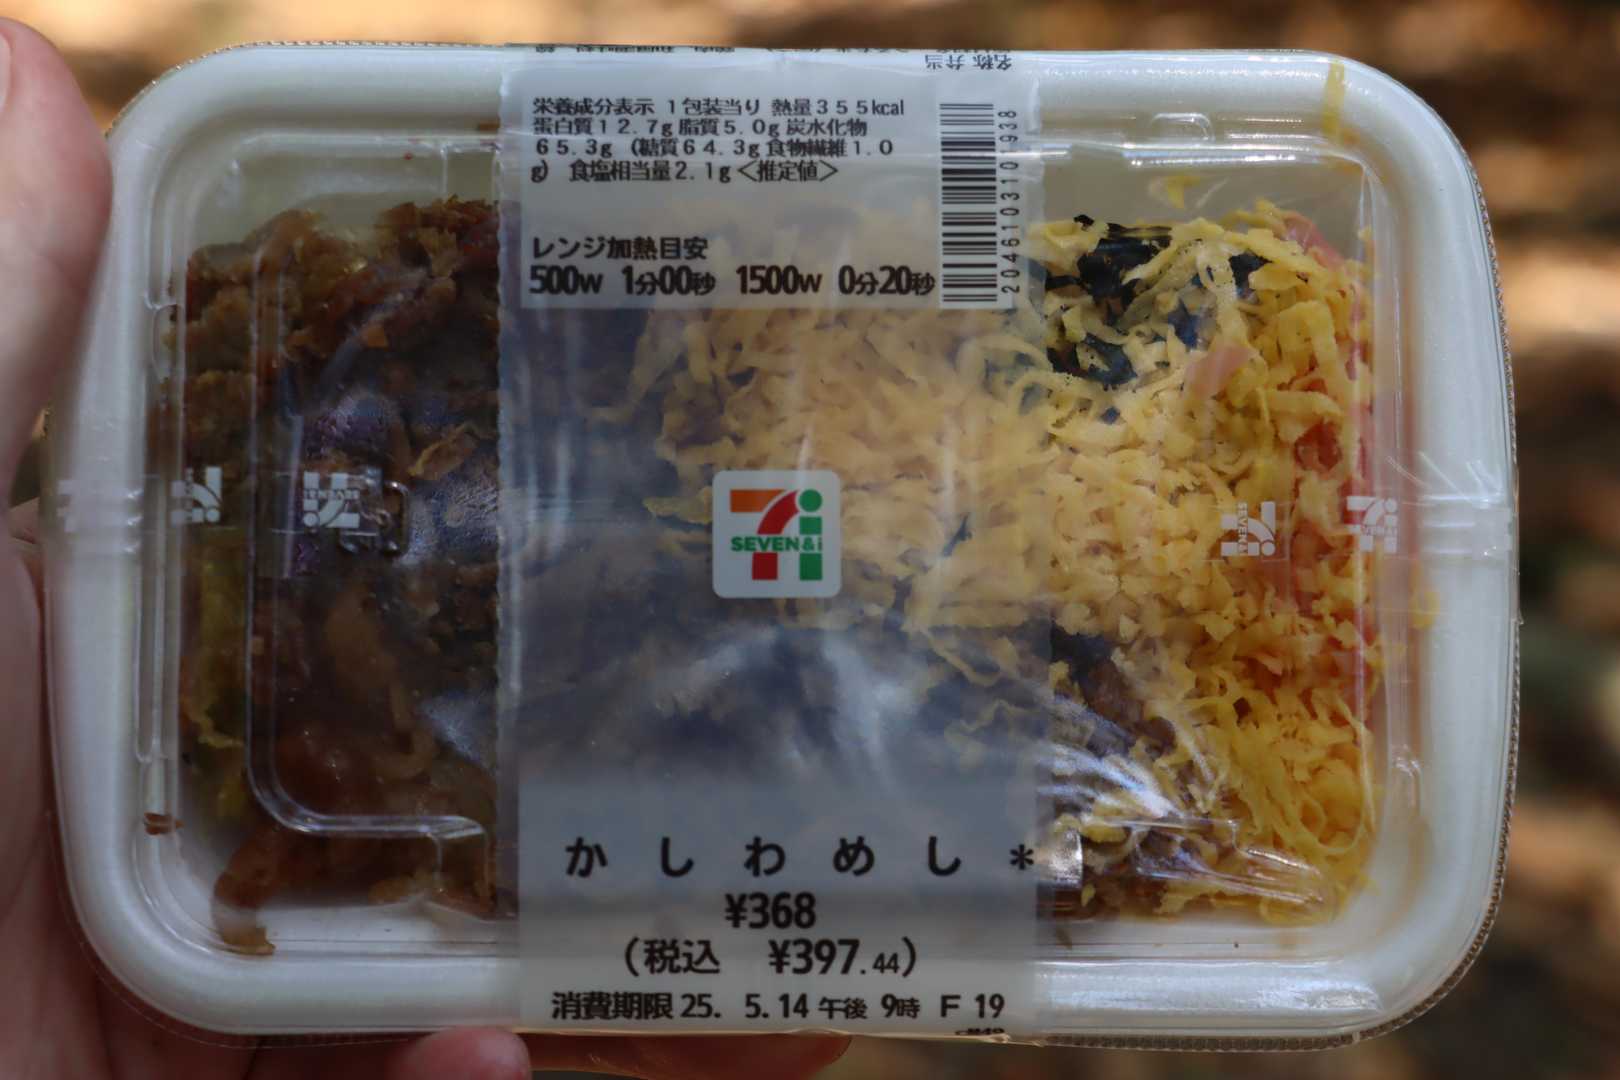 名称 弁当
栄養成分表示 1包装当り 熱量355kcal
蛋白質12.7g 脂質5.0g 炭水化物
65.3g (糖質64.3g 食物繊維1.0
g) 食塩相当量2.1g<推定値>
レンジ加熱目安
500W 1分00秒 1500W 0分20秒
2046103101938
SEVEN&i
かしわめし*
¥368
(税込 ¥397.44)
消費期限 25. 5.14 午後 9時 F 19